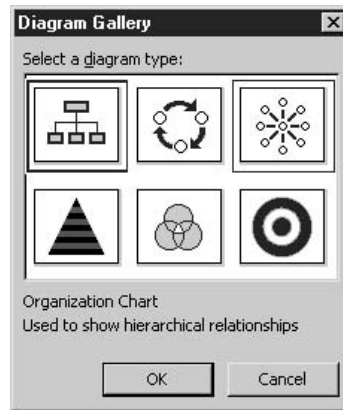 Diagram Gallery
Select a diagram type:
Organization Chart
Used to show hierarchical relationships
OK
Cancel